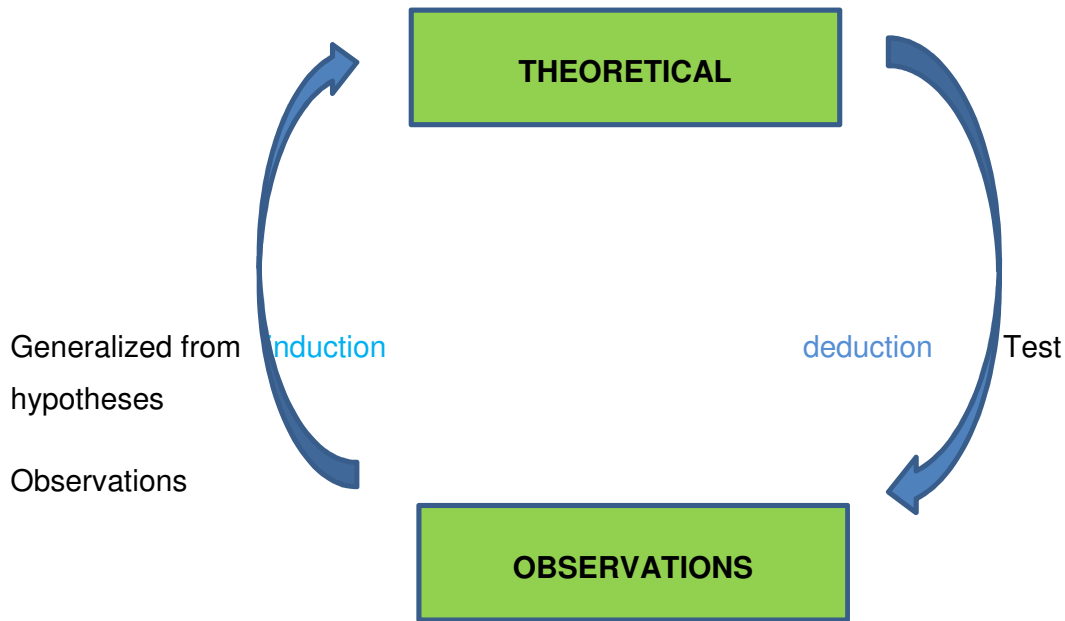 THEORETICAL
Generalized from induction deduction Test
hypotheses
Observations
OBSERVATIONS